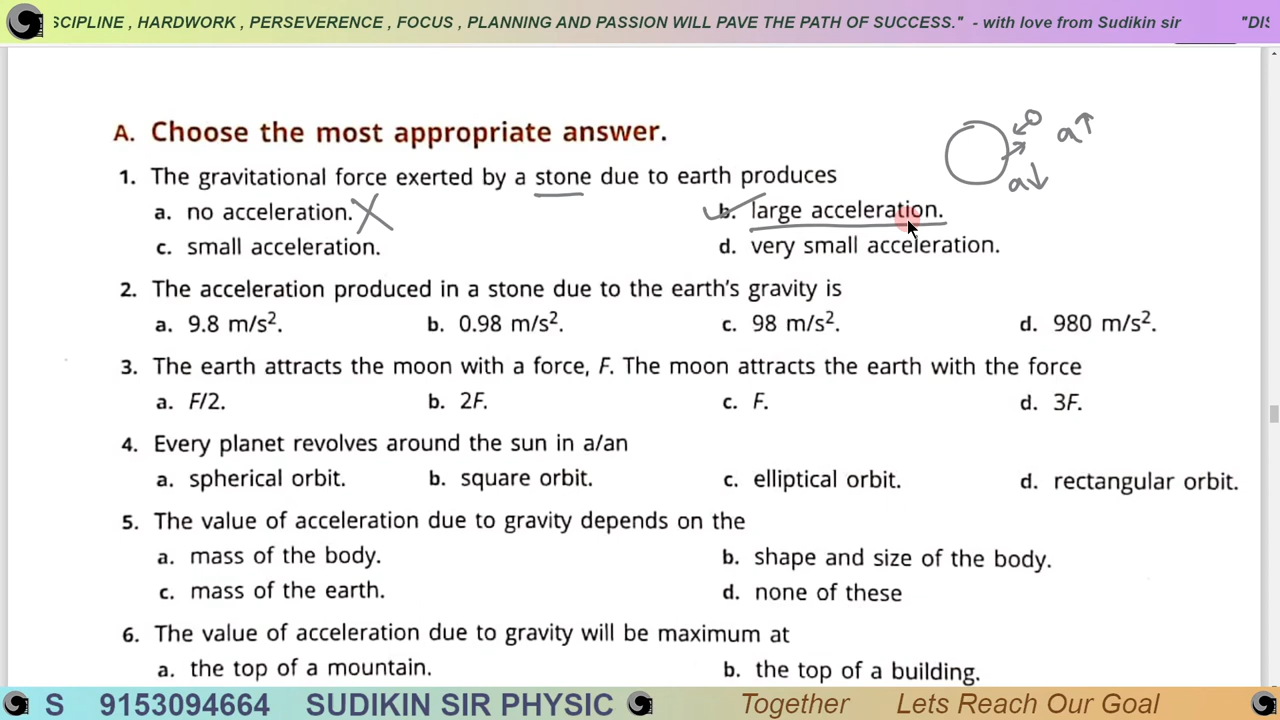 SCIPLINE , HARDWORK , PERSEVERENCE , FOCUS , PLANNING AND PASSION WILL PAVE THE PATH OF SUCCESS." - with love from Sudikin sir "DIS
A. Choose the most appropriate answer.
a↑
a↓
1. The gravitational force exerted by a stone due to earth produces
a. no acceleration. b. large acceleration.
c. small acceleration. d. very small acceleration.
2. The acceleration produced in a stone due to the earth's gravity is
a. 9.8 m/s². b. 0.98 m/s². c. 98 m/s². d. 980 m/s².
3. The earth attracts the moon with a force, F. The moon attracts the earth with the force
a. F/2. b. 2F. c. F. d. 3F.
4. Every planet revolves around the sun in a/an
a. spherical orbit. b. square orbit. c. elliptical orbit. d. rectangular orbit.
5. The value of acceleration due to gravity depends on the
a. mass of the body. b. shape and size of the body.
c. mass of the earth. d. none of these
6. The value of acceleration due to gravity will be maximum at
a. the top of a mountain. b. the top of a building.
S 9153094664 SUDIKIN SIR PHYSIC Together Lets Reach Our Goal